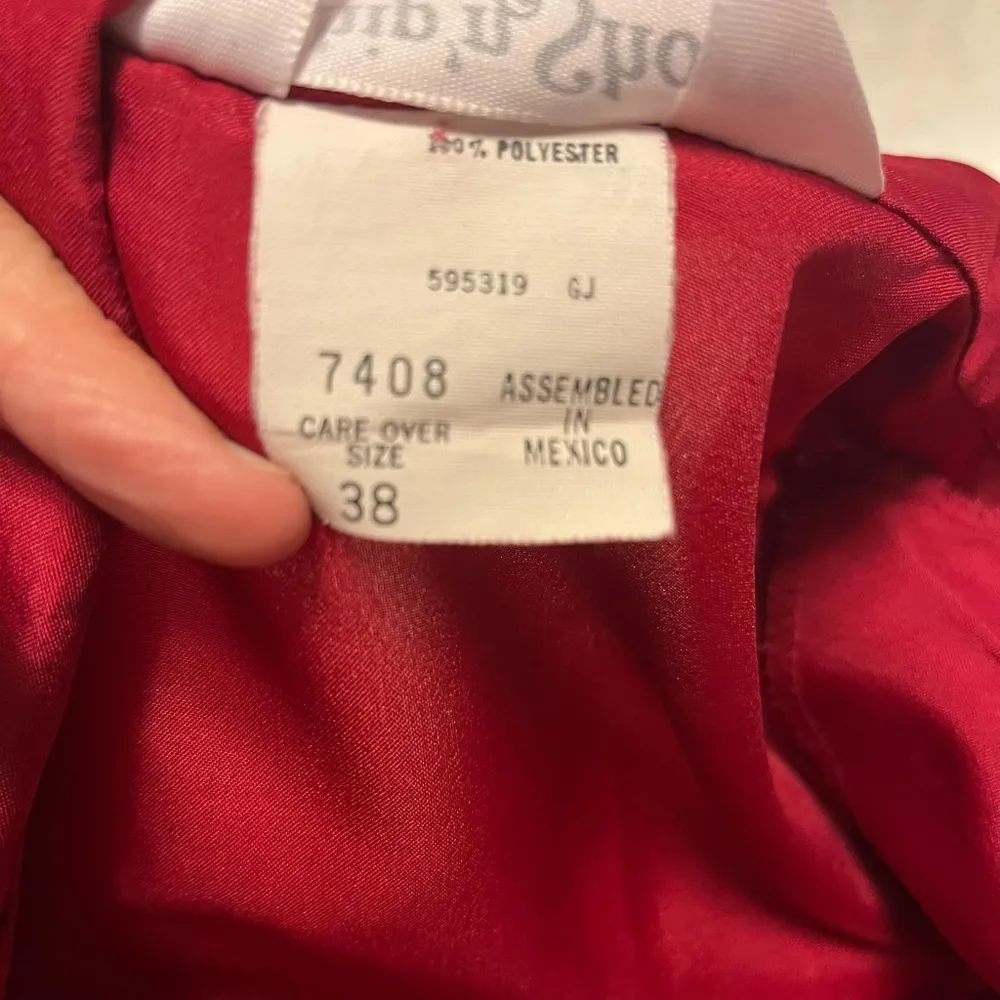 100% POLYESTER
595319 GJ
7408
CARE OVER
SIZE
38
ASSEMBLED
IN
MEXICO